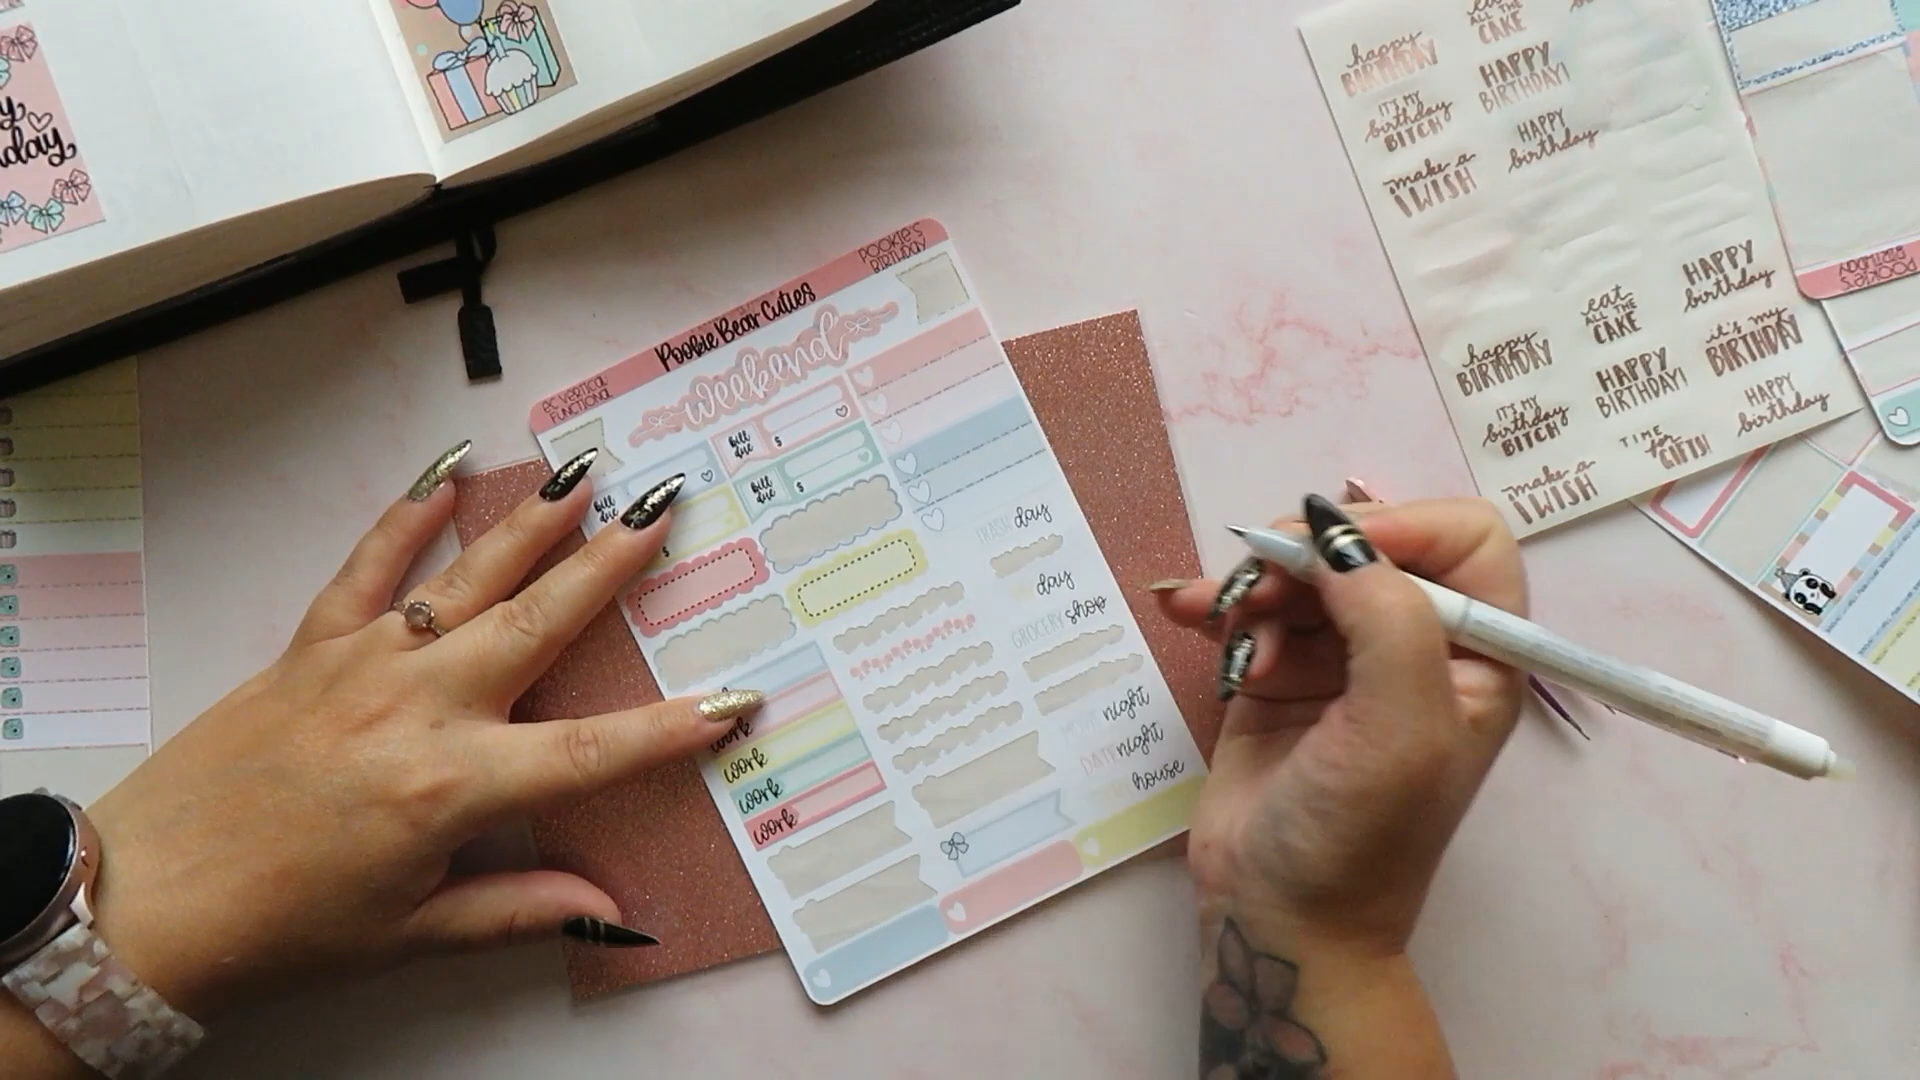 day
POOKIE'S
BIRTHDAY
Pookie Bear Cuties
EC VERTICAL
FUNCTIONAL
weekend
Bill
due
$
Bill
due
$
Bill
due
$
TRASH day
day
GROCERY shop
night
DATE night
house
work
work
work
work
eat
ALL THE
CAKE
happy
BIRTHDAY
HAPPY
BIRTHDAY!
IT'S MY
birthday
BITCH
HAPPY
birthday
make a
WISH
HAPPY
birthday
eat
ALL THE
CAKE
it's my
BIRTHDAY
happy
BIRTHDAY
HAPPY
BIRTHDAY!
HAPPY
birthday
IT'S MY
birthday
BITCH
TIME
for
GIFTS!
make a
WISH
POOKIE'S
BIRTHDAY